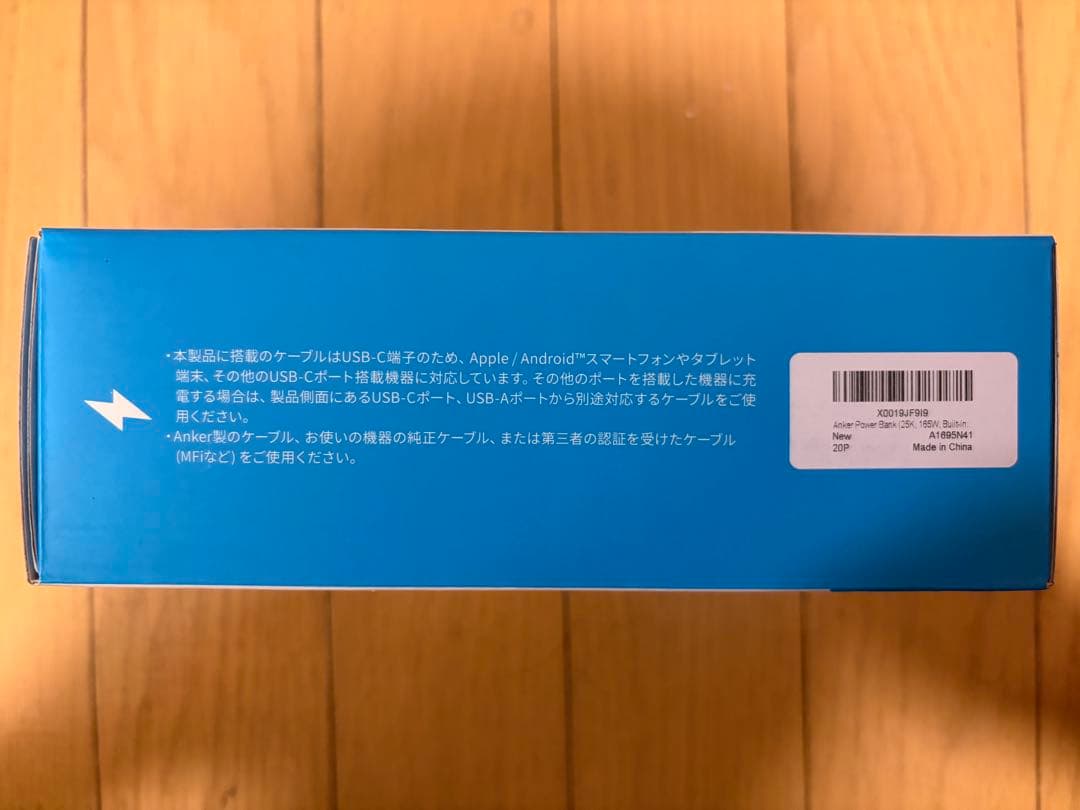 ・本製品に搭載のケーブルはUSB-C端子のため、Apple / Android™スマートフォンやタブレット
端末、その他のUSB-Cポート搭載機器に対応しています。その他のポートを搭載した機器に充
電する場合は、製品側面にあるUSB-Cポート、USB-Aポートから別途対応するケーブルをご使
用ください。
・Anker製のケーブル、お使いの機器の純正ケーブル、または第三者の認証を受けたケーブル
(MFiなど) をご使用ください。
X0019JF9I9
Anker Power Bank (25K, 165W, Built-In...
New A1695N41
20P Made in China